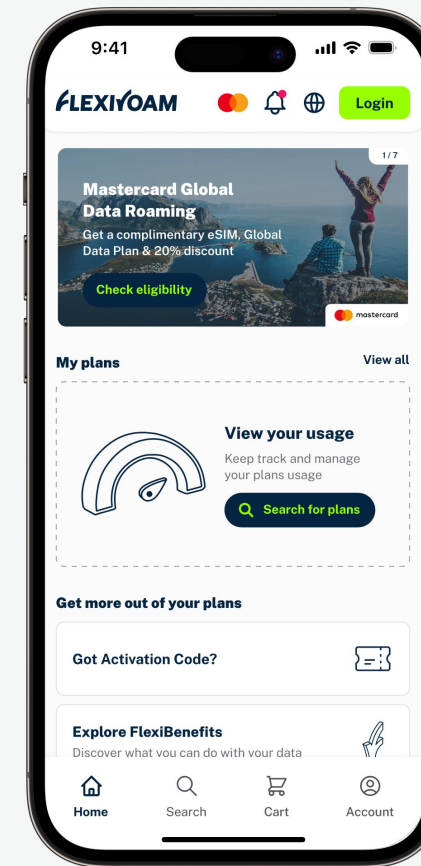 9:41
FLEXIROAM
Login
1/7
Mastercard Global
Data Roaming
Get a complimentary eSIM, Global
Data Plan & 20% discount
Check eligibility
mastercard
My plans
View all
View your usage
Keep track and manage
your plans usage
Search for plans
Get more out of your plans
Got Activation Code?
Explore FlexiBenefits
Discover what you can do with your data
Home
Search
Cart
Account